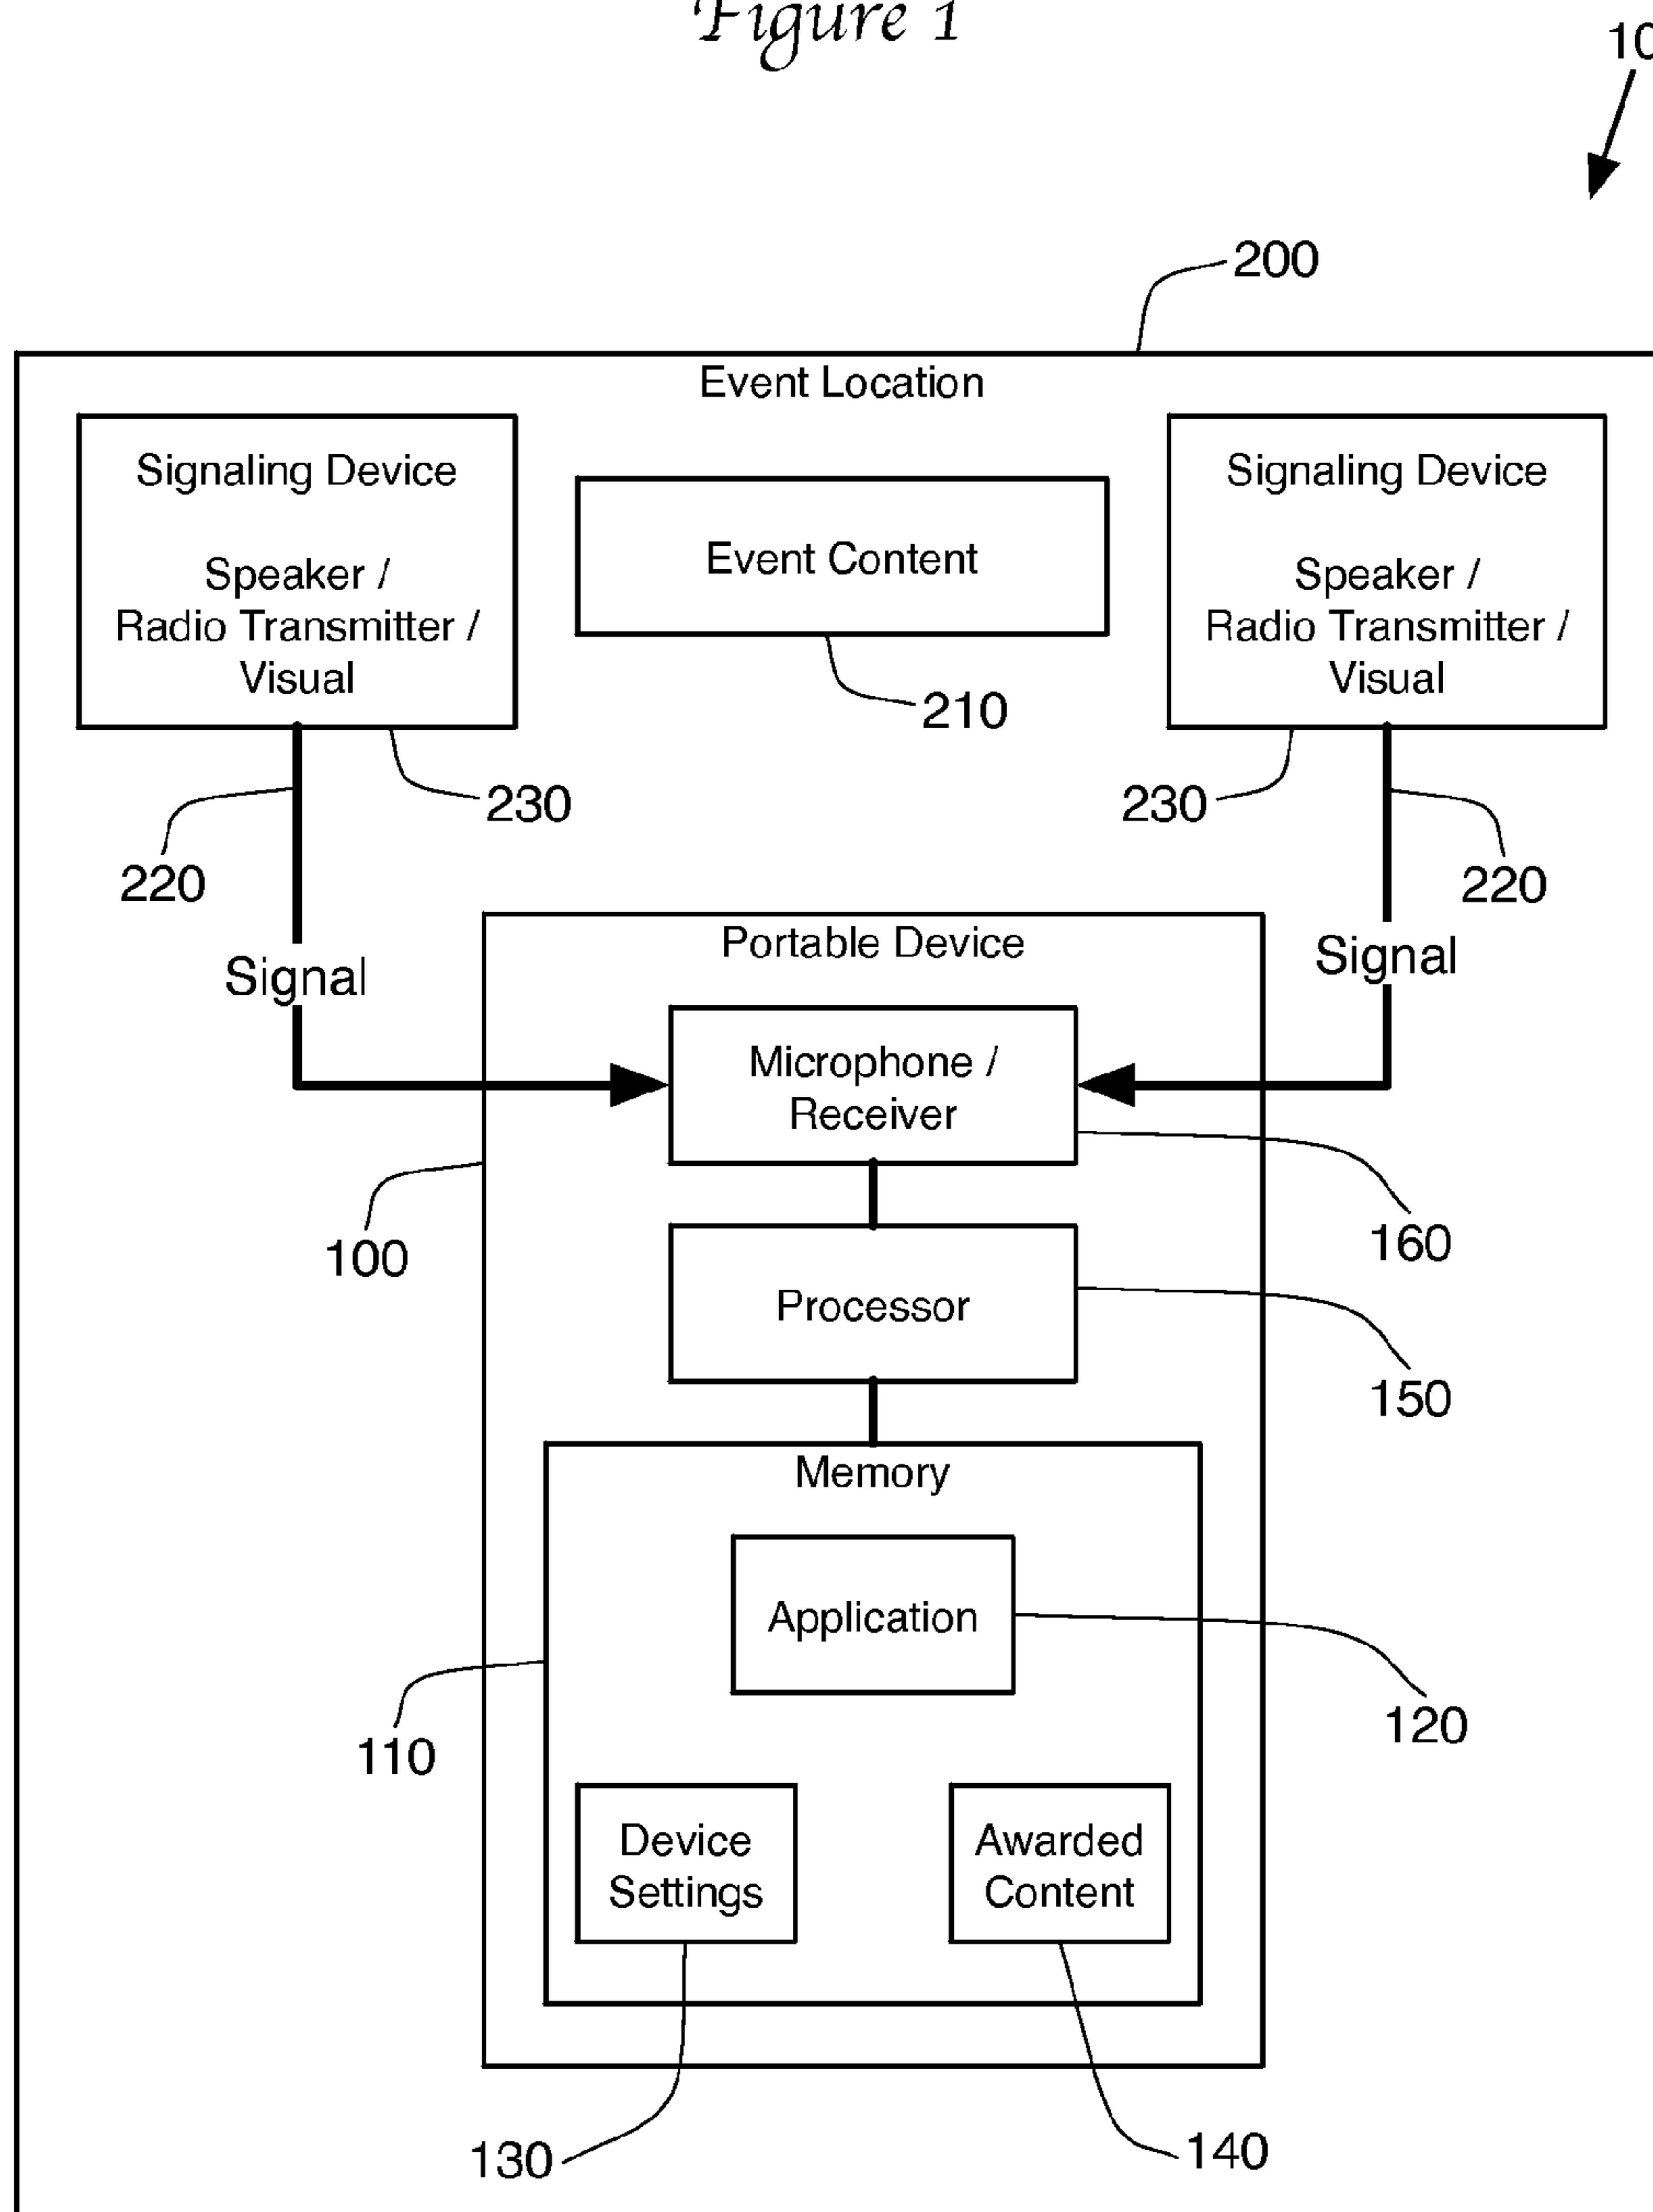 Figure 1
10
200
Event Location
Signaling Device
Speaker /
Radio Transmitter /
Visual
Event Content
210
Signaling Device
Speaker /
Radio Transmitter /
Visual
230
230
220
220
Signal
Signal
Portable Device
Microphone /
Receiver
100
160
Processor
150
Memory
Application
110
120
Device
Settings
Awarded
Content
130
140